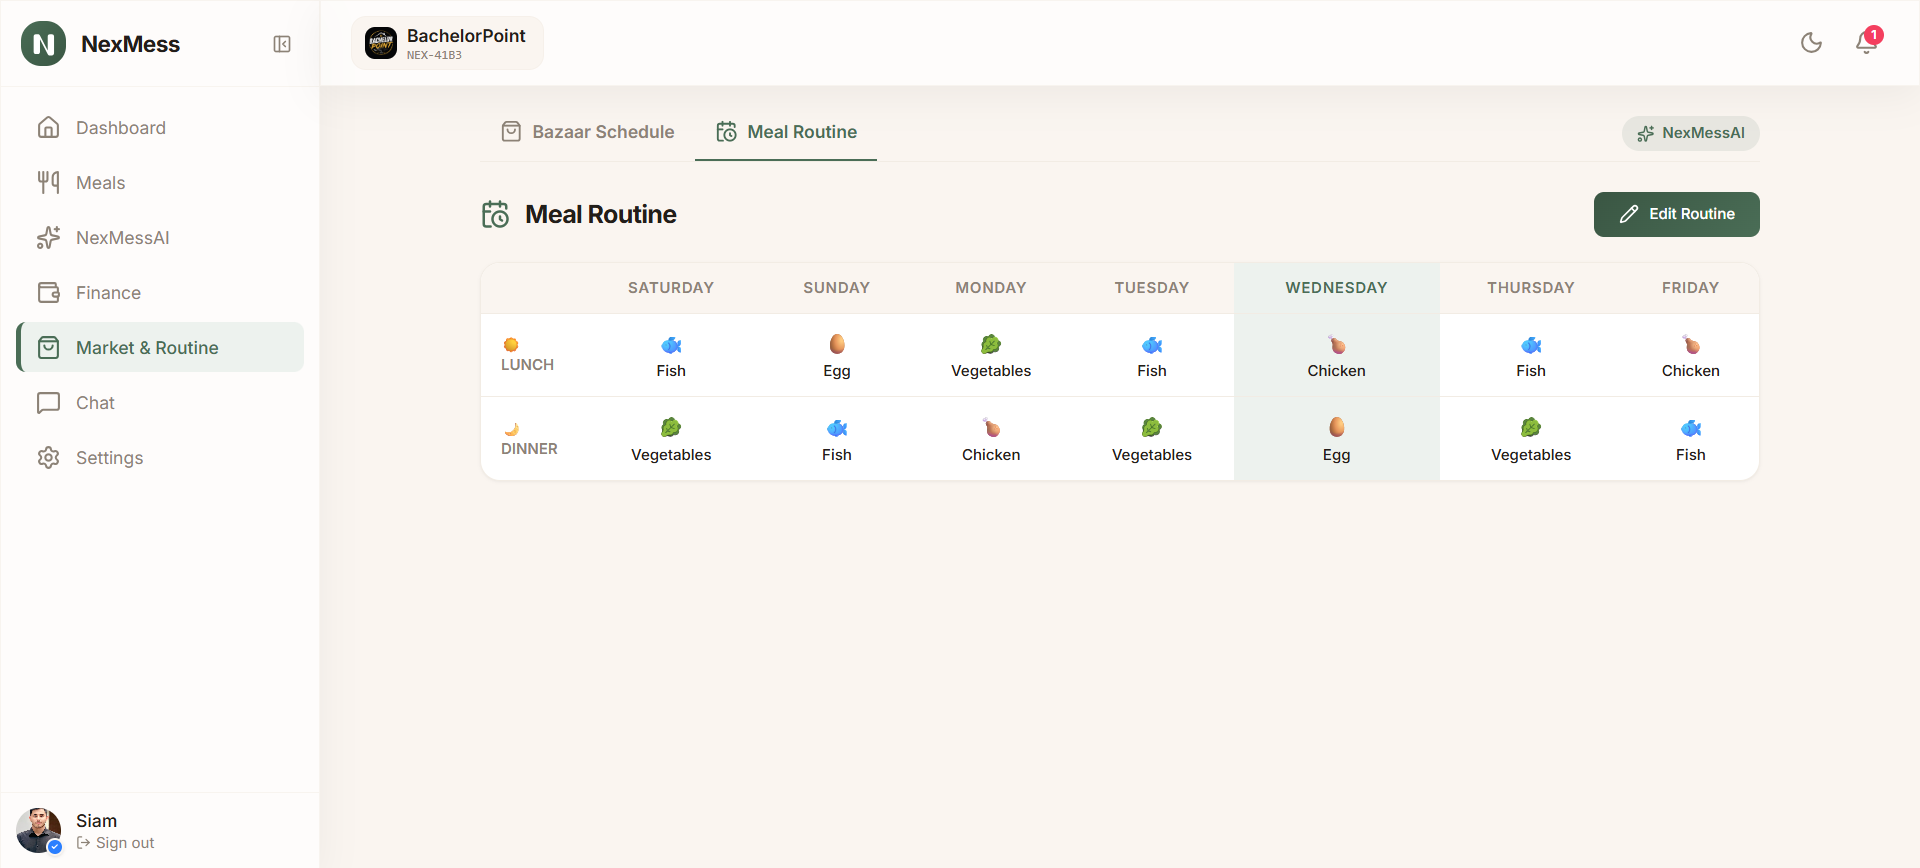 N NexMess
BACHELOR POINT BachelorPoint
NEX-41B3
1
Dashboard
Meals
NexMessAI
Finance
Market & Routine
Chat
Settings
Siam
Sign out
Bazaar Schedule Meal Routine NexMessAI
Meal Routine Edit Routine
SATURDAY SUNDAY MONDAY TUESDAY WEDNESDAY THURSDAY FRIDAY
LUNCH Fish Egg Vegetables Fish Chicken Fish Chicken
DINNER Vegetables Fish Chicken Vegetables Egg Vegetables Fish